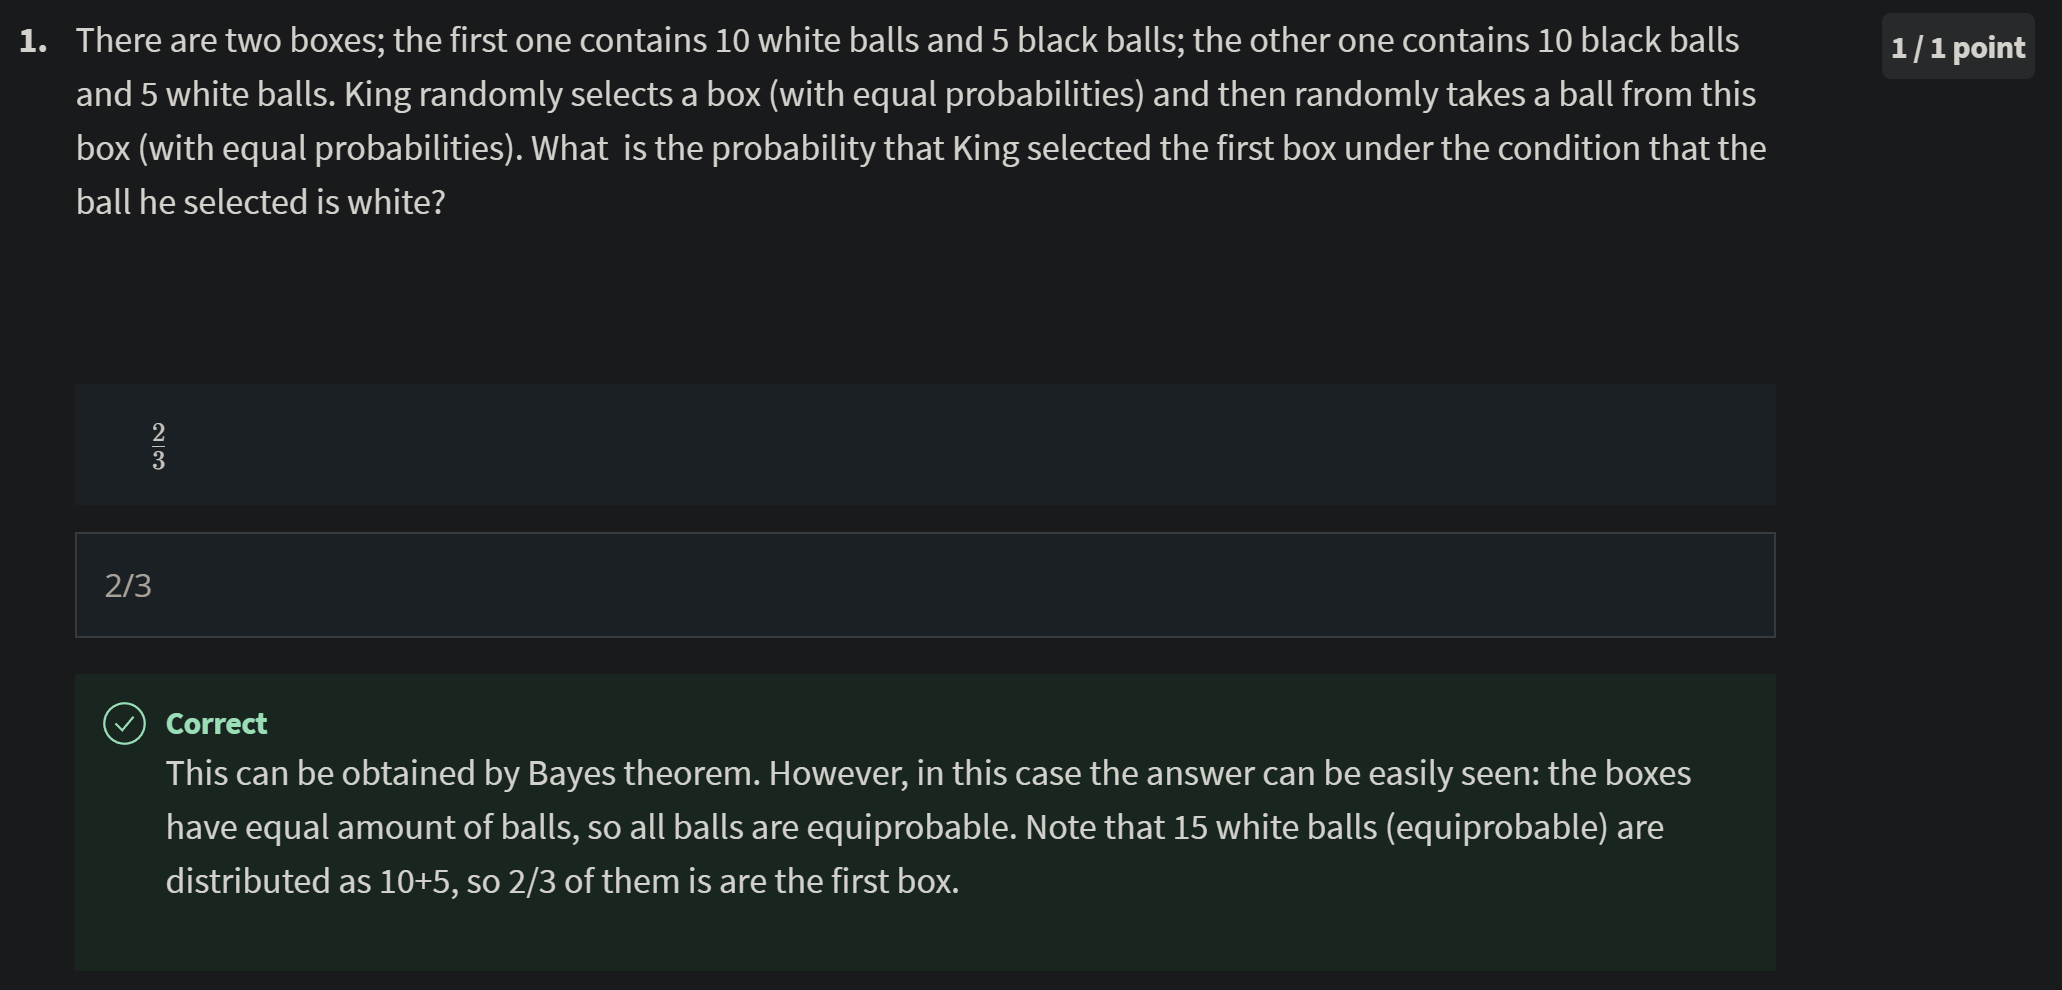 1. There are two boxes; the first one contains 10 white balls and 5 black balls; the other one contains 10 black balls
1 / 1 point
and 5 white balls. King randomly selects a box (with equal probabilities) and then randomly takes a ball from this
box (with equal probabilities). What  is the probability that King selected the first box under the condition that the
ball he selected is white?
2/3
2/3
Correct
This can be obtained by Bayes theorem. However, in this case the answer can be easily seen: the boxes
have equal amount of balls, so all balls are equiprobable. Note that 15 white balls (equiprobable) are
distributed as 10+5, so 2/3 of them is are the first box.